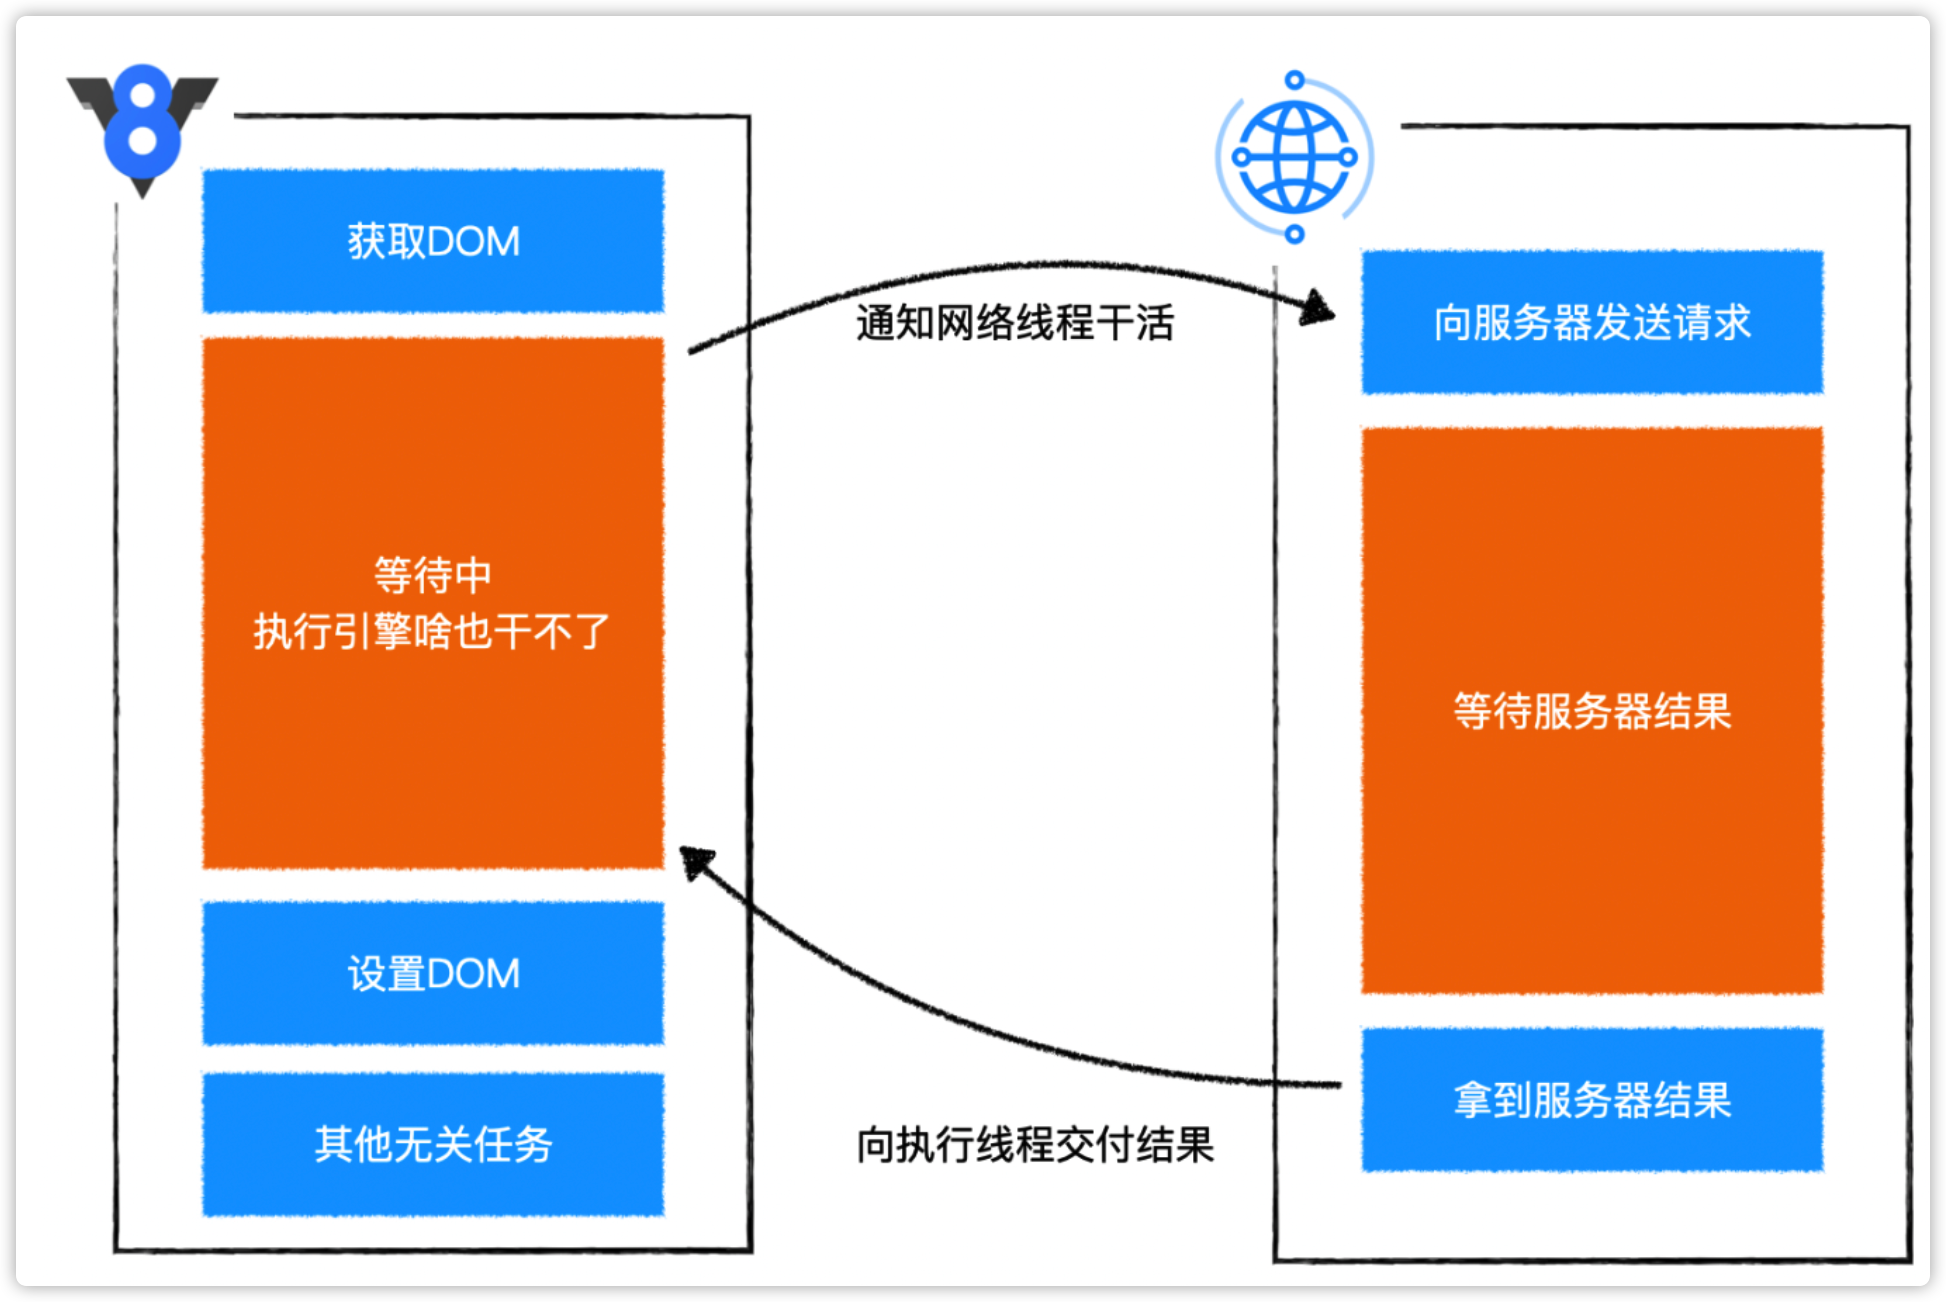 8
获取DOM
等待中
执行引擎啥也干不了
设置DOM
其他无关任务
通知网络线程干活
向执行线程交付结果
向服务器发送请求
等待服务器结果
拿到服务器结果